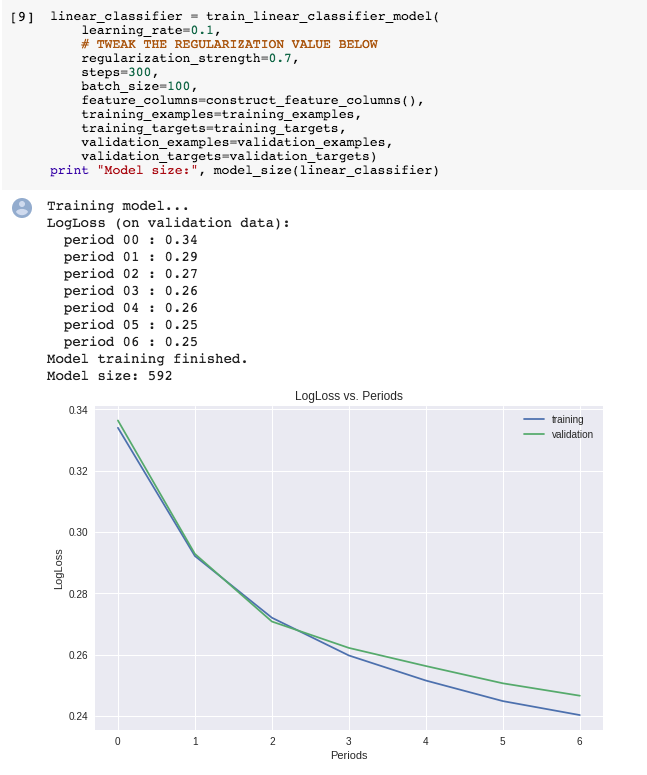 [9] linear_classifier = train_linear_classifier_model(
learning_rate=0.1,
# TWEAK THE REGULARIZATION VALUE BELOW
regularization_strength=0.7,
steps=300,
batch_size=100,
feature_columns=construct_feature_columns(),
training_examples=training_examples,
training_targets=training_targets,
validation_examples=validation_examples,
validation_targets=validation_targets)
print "Model size:", model_size(linear_classifier)
Training model...
LogLoss (on validation data):
period 00 : 0.34
period 01 : 0.29
period 02 : 0.27
period 03 : 0.26
period 04 : 0.26
period 05 : 0.25
period 06 : 0.25
Model training finished.
Model size: 592
LogLoss vs. Periods
0.34
training
validation
0.32
0.30
LogLoss
0.28
0.26
0.24
0 1 2 3 4 5 6
Periods